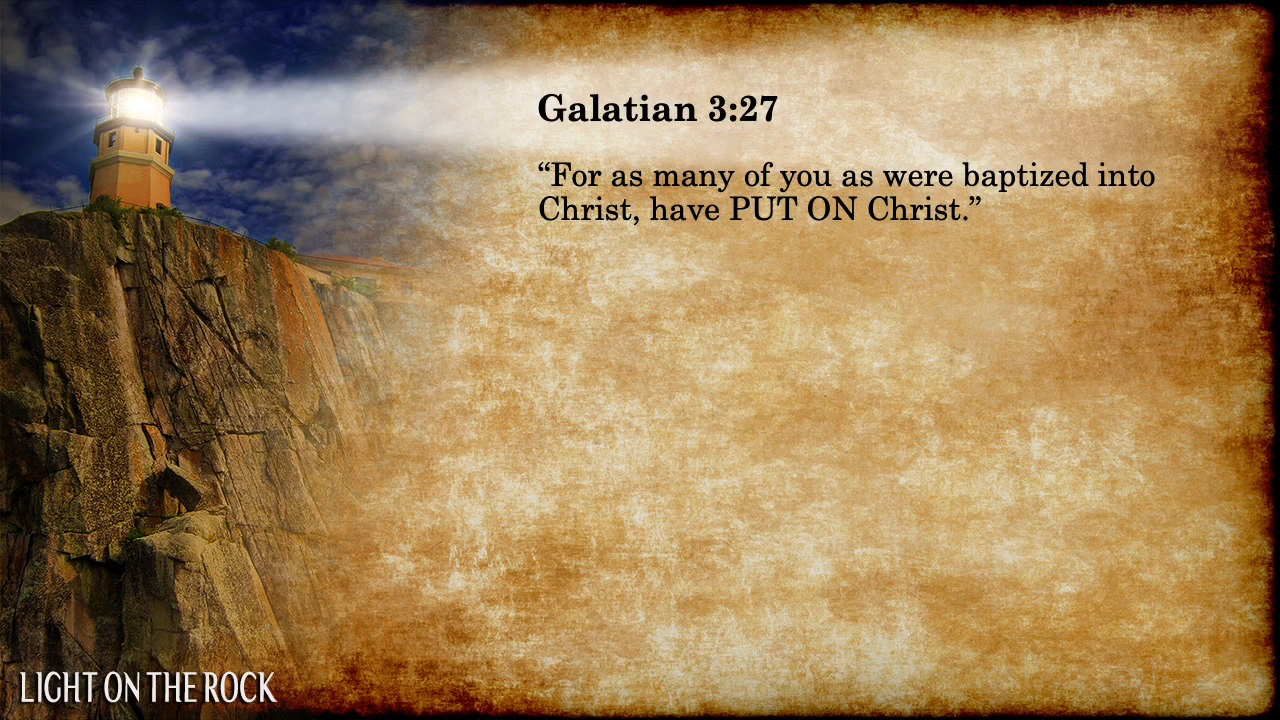 Galatian 3:27
“For as many of you as were baptized into
Christ, have PUT ON Christ.”
LIGHT ON THE ROCK